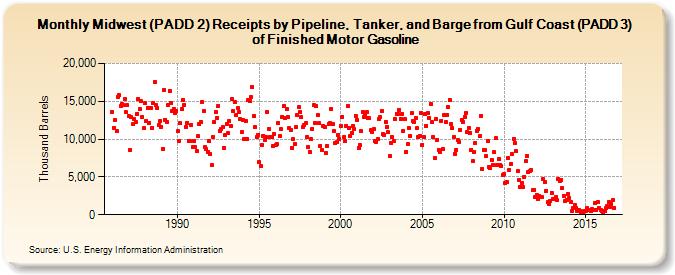 Monthly Midwest (PADD 2) Receipts by Pipeline, Tanker, and Barge from Gulf Coast (PADD 3)
of Finished Motor Gasoline
Thousand Barrels
20,000
15,000
10,000
5,000
0
1990 1995 2000 2005 2010 2015
Source: U.S. Energy Information Administration